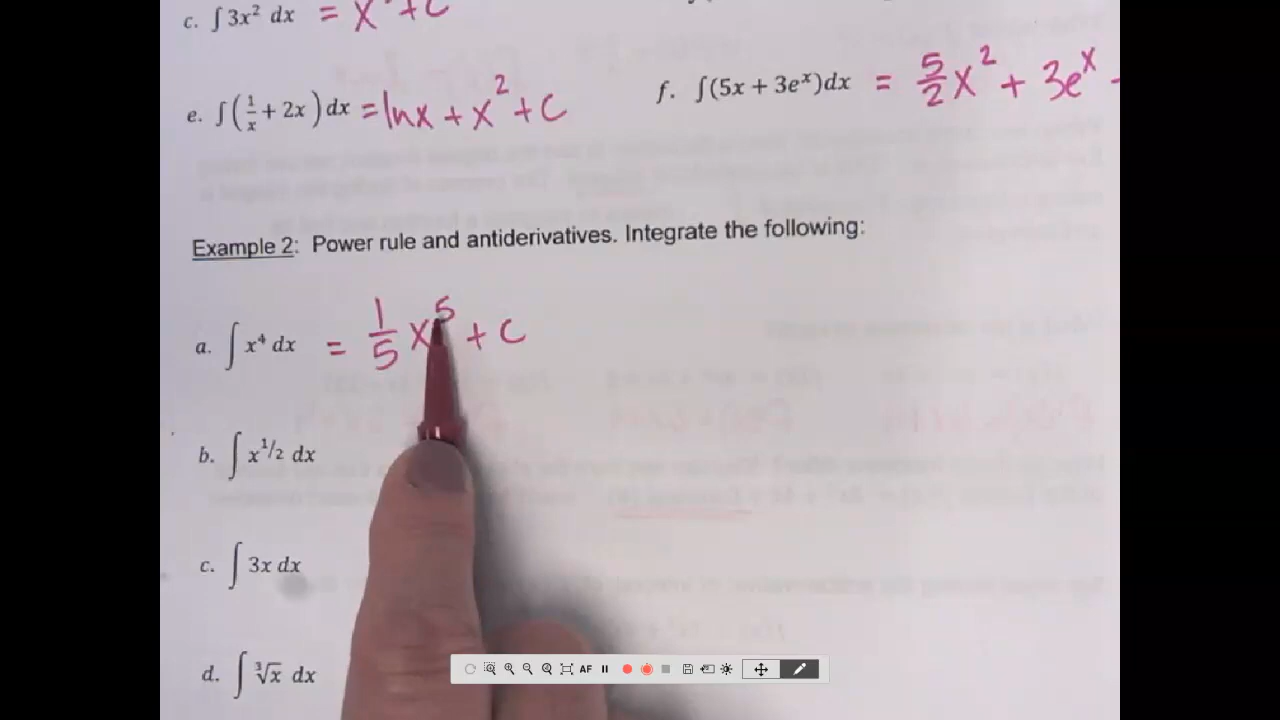 c. ∫ 3x² dx = x + C
e. ∫ (1/x + 2x) dx = ln x + x² + C
f. ∫(5x + 3eˣ)dx = 5/2 x² + 3eˣ
Example 2: Power rule and antiderivatives. Integrate the following:
a. ∫ x⁴ dx = 1/5 x⁵ + C
b. ∫ x^1/2 dx
c. ∫ 3x dx
d. ∫ ∛x dx
AF